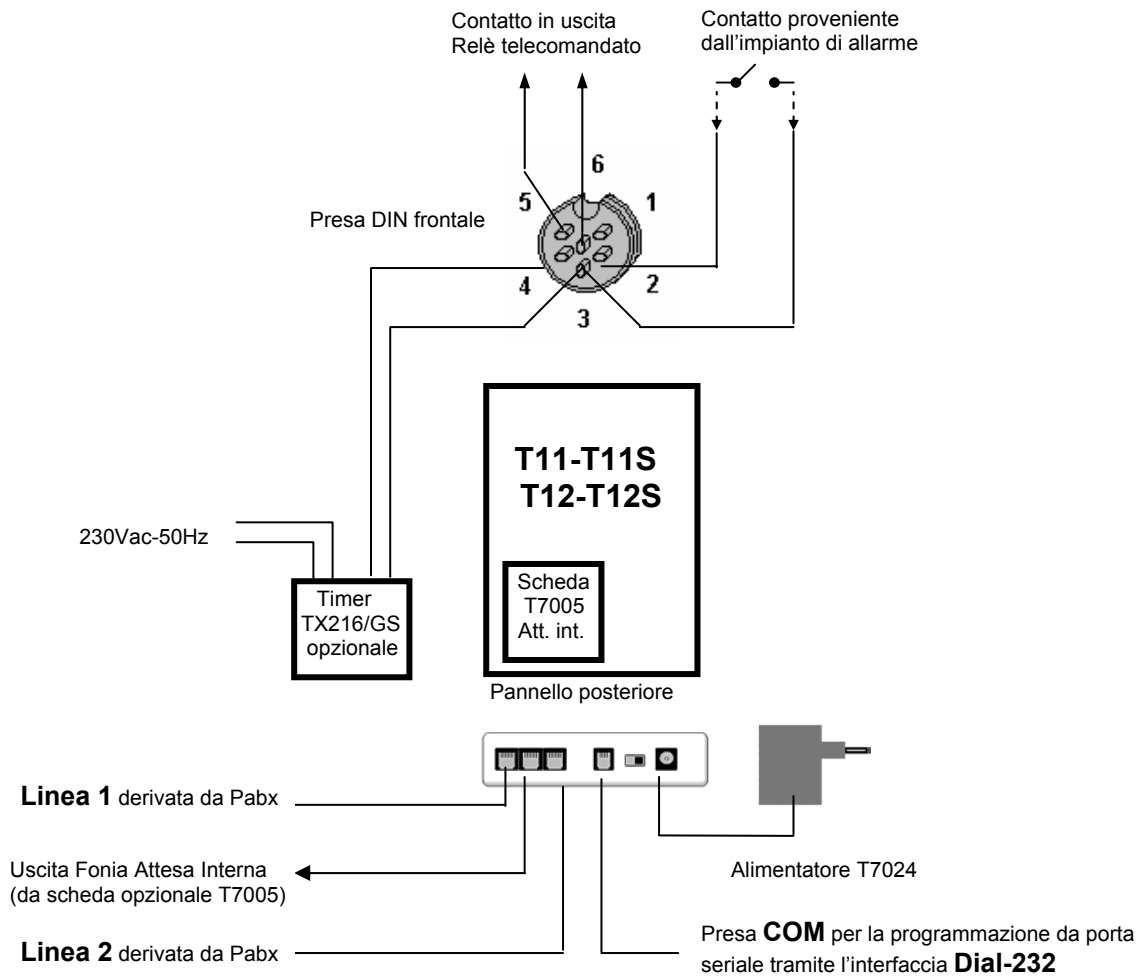 Contatto in uscita
Relè telecomandato
Contatto proveniente
dall'impianto di allarme
6
5
1
Presa DIN frontale
4
2
3
T11-T11S
T12-T12S
230Vac-50Hz
Timer
TX216/GS
opzionale
Scheda
T7005
Att. int.
Pannello posteriore
Linea 1 derivata da Pabx
Uscita Fonia Attesa Interna
(da scheda opzionale T7005)
Alimentatore T7024
Linea 2 derivata da Pabx
Presa COM per la programmazione da porta
seriale tramite l'interfaccia Dial-232